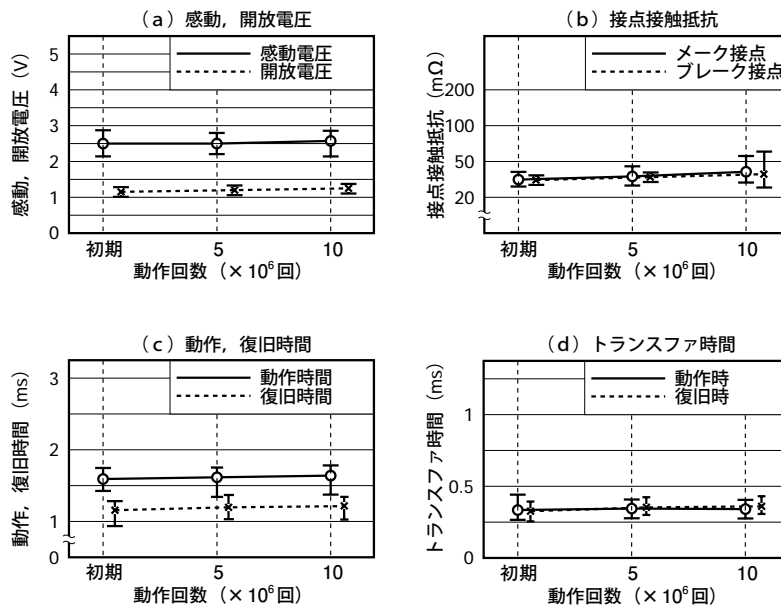 （a）感動，開放電圧
感動，開放電圧（V）
5
4
3
2
1
0
感動電圧
開放電圧
初期
5
10
動作回数（×10⁶回）
（b）接点接触抵抗
接点接触抵抗（mΩ）
200
100
50
20
メーク接点
ブレーク接点
初期
5
10
動作回数（×10⁶回）
（c）動作，復旧時間
動作，復旧時間（ms）
3
2
1
0
動作時間
復旧時間
初期
5
10
動作回数（×10⁶回）
（d）トランスファ時間
トランスファ時間（ms）
1
0.5
0
動作時
復旧時
初期
5
10
動作回数（×10⁶回）